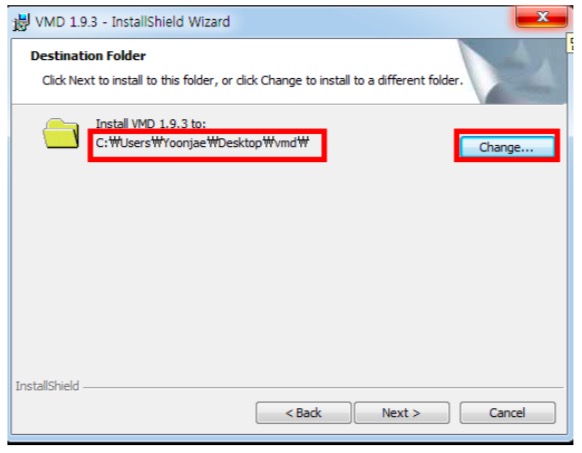 VMD 1.9.3 - InstallShield Wizard
Destination Folder
Click Next to install to this folder, or click Change to install to a different folder.
Install VMD 1.9.3 to:
C:₩Users₩Yoonjae₩Desktop₩vmd₩
Change...
InstallShield
< Back
Next >
Cancel